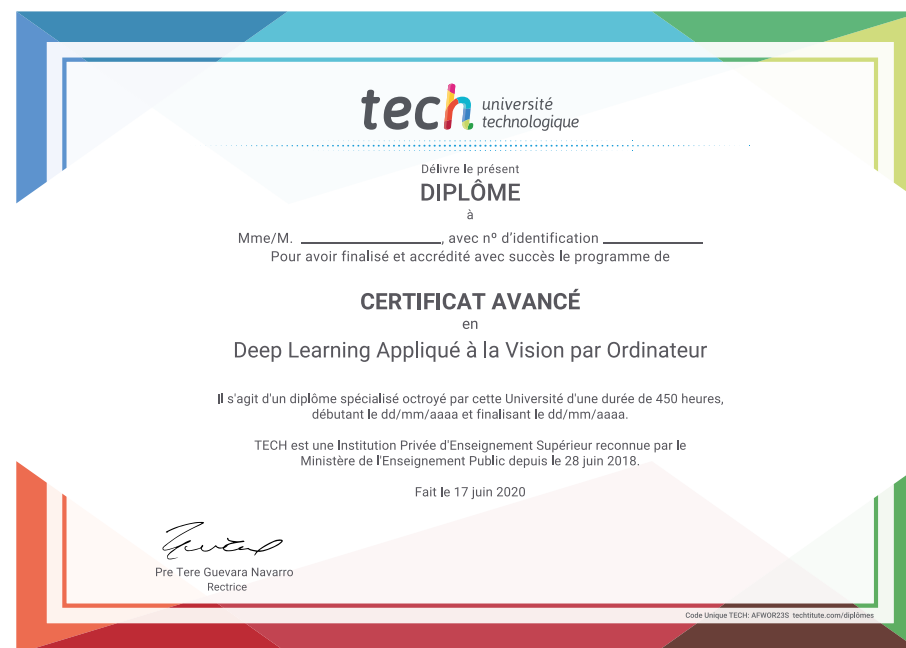 tech université
technologique
Délivre le présent
DIPLÔME
à
Mme/M. ____________________, avec nº d'identification ______________
Pour avoir finalisé et accrédité avec succès le programme de
CERTIFICAT AVANCÉ
en
Deep Learning Appliqué à la Vision par Ordinateur
Il s'agit d'un diplôme spécialisé octroyé par cette Université d'une durée de 450 heures,
débutant le dd/mm/aaaa et finalisant le dd/mm/aaaa.
TECH est une Institution Privée d'Enseignement Supérieur reconnue par le
Ministère de l'Enseignement Public depuis le 28 juin 2018.
Fait le 17 juin 2020
Pre Tere Guevara Navarro
Rectrice
Code Unique TECH: AFWOR23S techtitute.com/diplômes